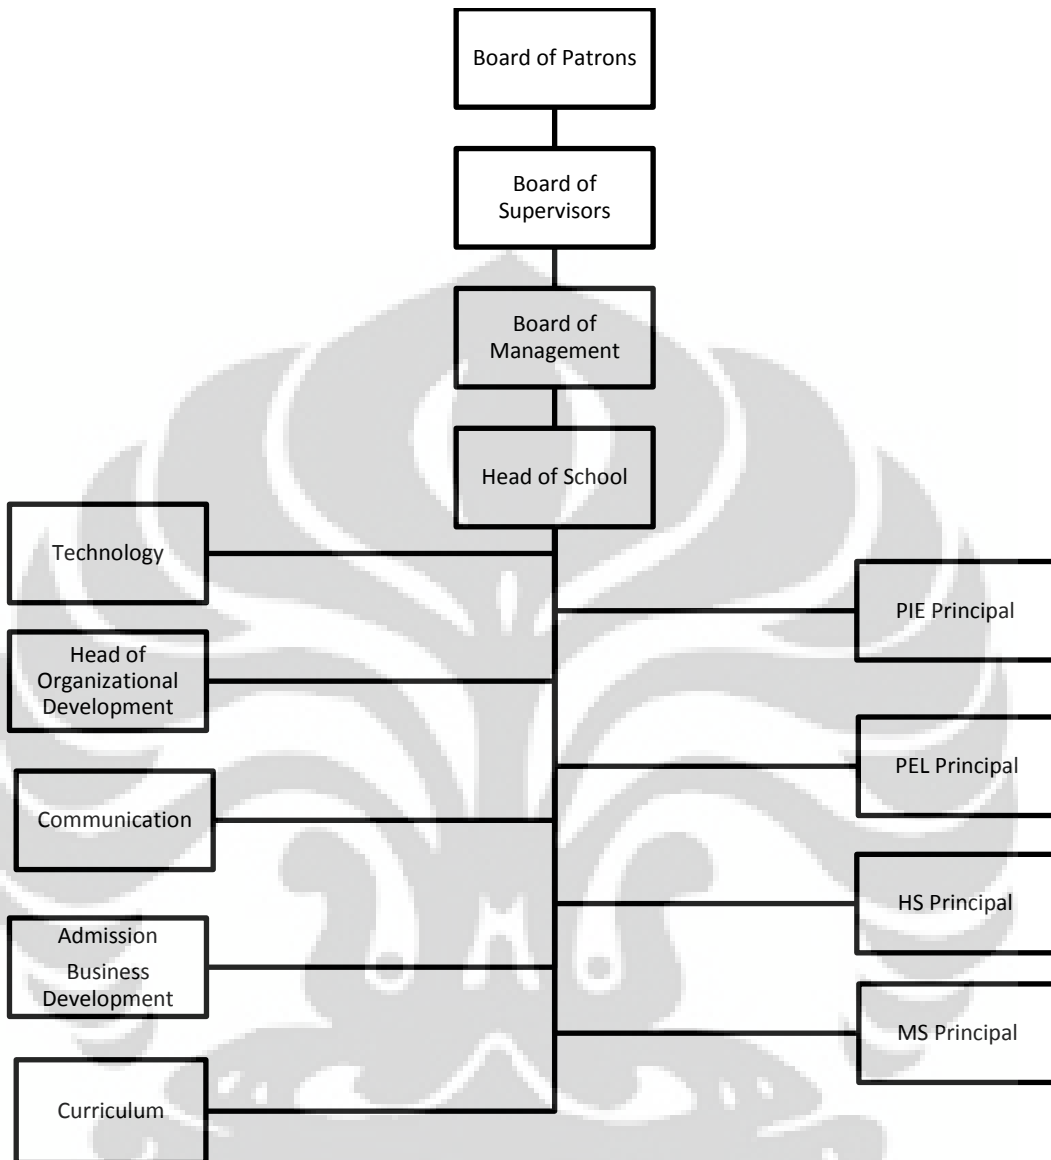 Board of Patrons
Board of
Supervisors
Board of
Management
Head of School
Technology
PIE Principal
Head of
Organizational
Development
PEL Principal
Communication
HS Principal
Admission
Business
Development
MS Principal
Curriculum